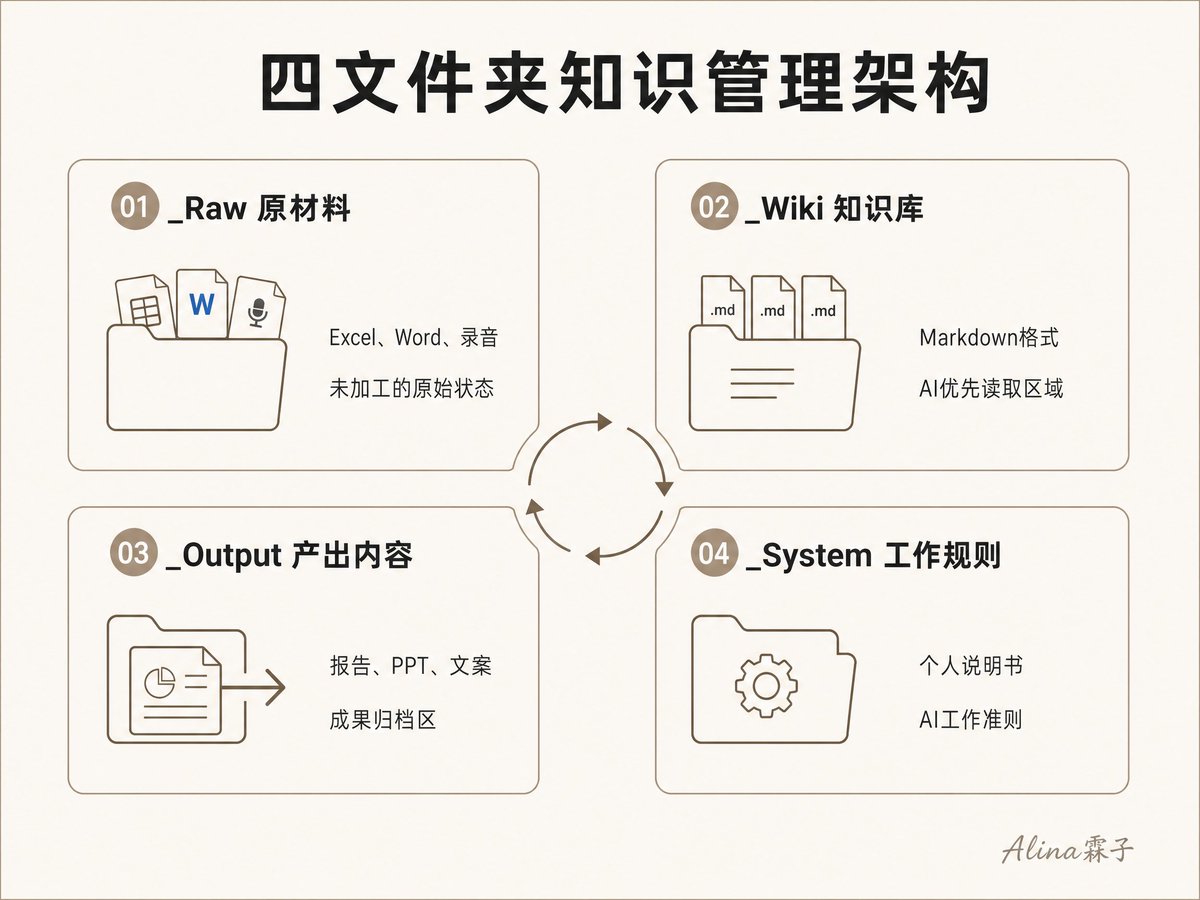 四文件夹知识管理架构
01 _Raw 原材料
W
Excel、Word、录音
未加工的原始状态
02 _Wiki 知识库
.md .md .md
Markdown格式
AI优先读取区域
03 _Output 产出内容
报告、PPT、文案
成果归档区
04 _System 工作规则
个人说明书
AI工作准则
Alina霖子